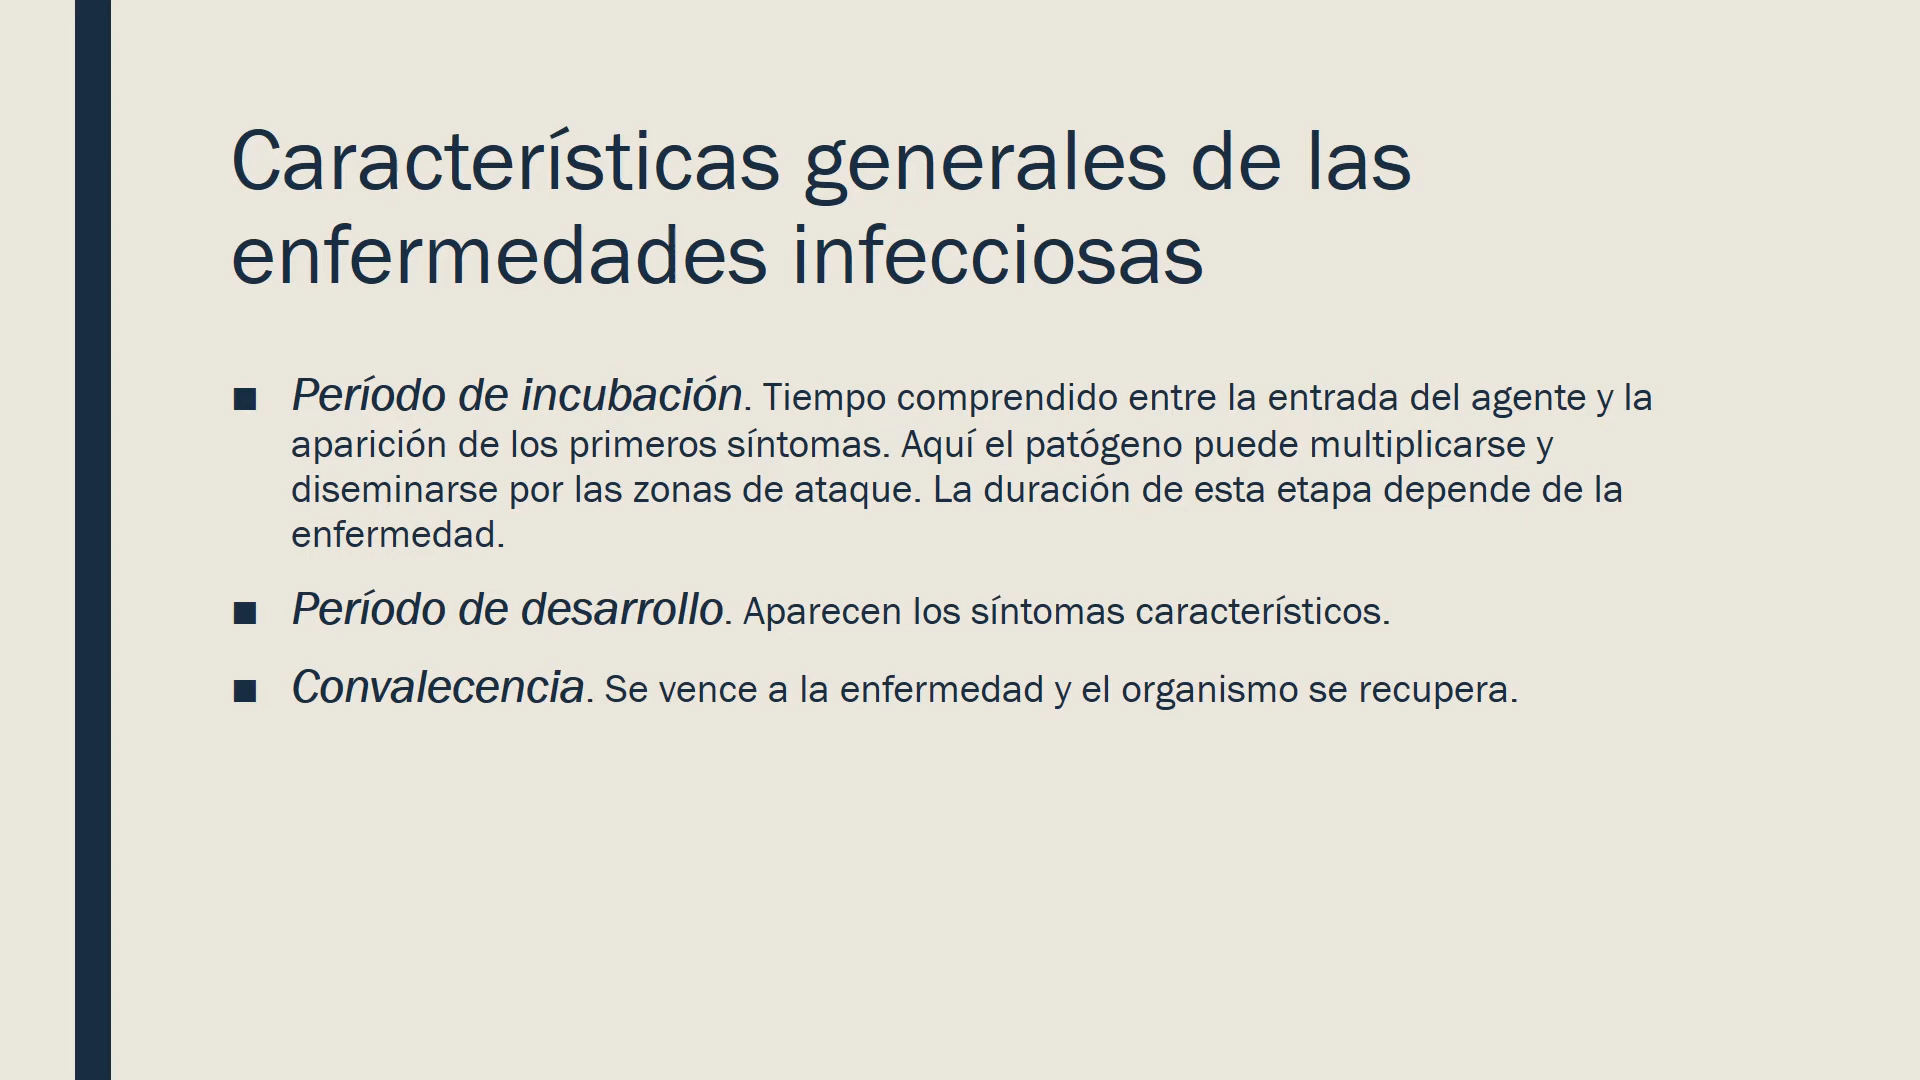 Características generales de las
enfermedades infecciosas
■ Período de incubación. Tiempo comprendido entre la entrada del agente y la
aparición de los primeros síntomas. Aquí el patógeno puede multiplicarse y
diseminarse por las zonas de ataque. La duración de esta etapa depende de la
enfermedad.
■ Período de desarrollo. Aparecen los síntomas característicos.
■ Convalecencia. Se vence a la enfermedad y el organismo se recupera.